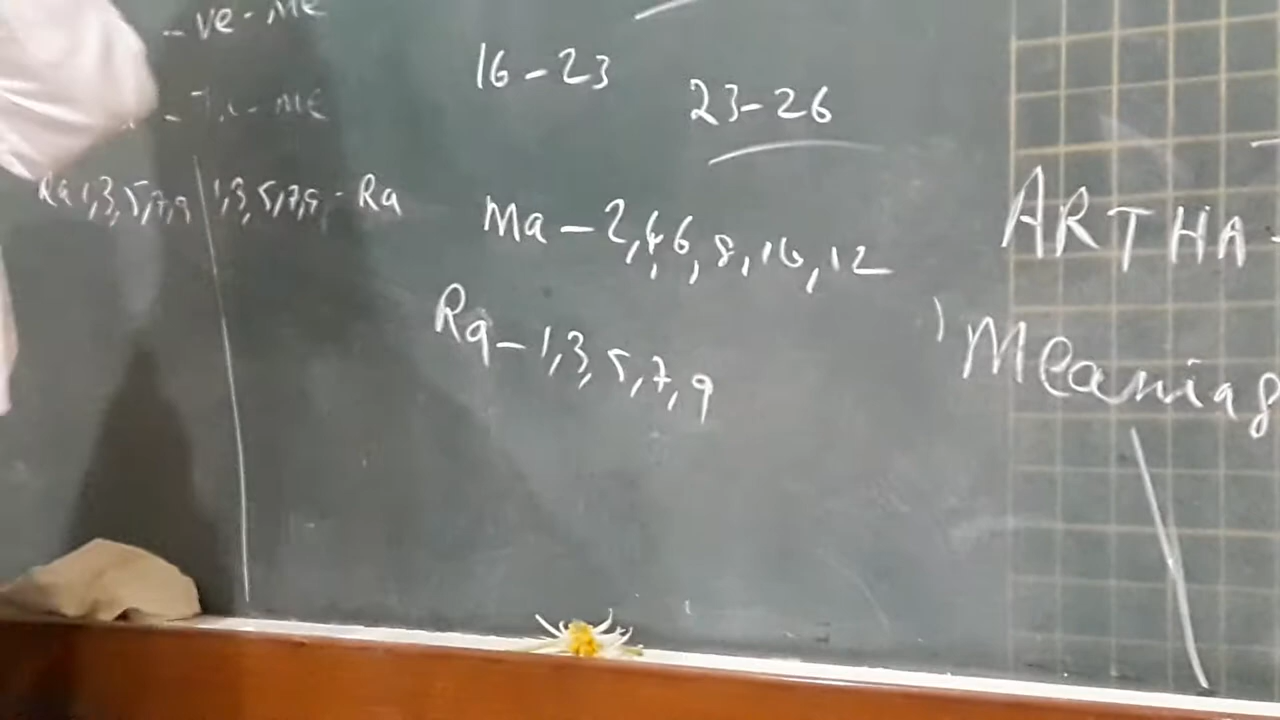 - ve - ME
ME
Ra 1,3,5,7,9 1,3,5,7,9 - Ra
16-23
23-26
Ma - 2,4,6,8,10,12
Ra - 1,3,5,7,9
ARTHA-
'Meaning